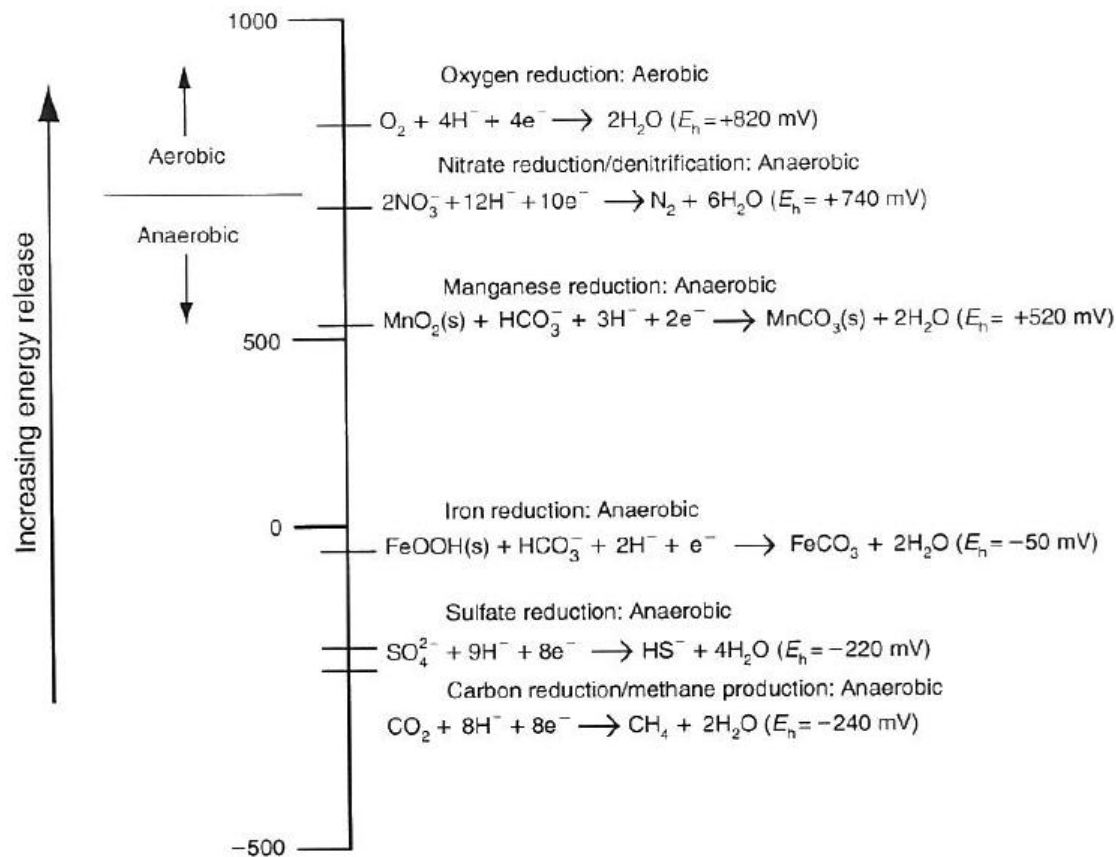 1000
Oxygen reduction: Aerobic
O₂ + 4H⁻ + 4e⁻ ⟶ 2H₂O (Eₕ = +820 mV)
Aerobic
Nitrate reduction/denitrification: Anaerobic
2NO₃⁻ + 12H⁻ + 10e⁻ ⟶ N₂ + 6H₂O (Eₕ = +740 mV)
Anaerobic
Manganese reduction: Anaerobic
MnO₂(s) + HCO₃⁻ + 3H⁻ + 2e⁻ ⟶ MnCO₃(s) + 2H₂O (Eₕ = +520 mV)
500
Increasing energy release
Iron reduction: Anaerobic
0
FeOOH(s) + HCO₃⁻ + 2H⁻ + e⁻ ⟶ FeCO₃ + 2H₂O (Eₕ = −50 mV)
Sulfate reduction: Anaerobic
SO₄²⁻ + 9H⁻ + 8e⁻ ⟶ HS⁻ + 4H₂O (Eₕ = −220 mV)
Carbon reduction/methane production: Anaerobic
CO₂ + 8H⁻ + 8e⁻ ⟶ CH₄ + 2H₂O (Eₕ = −240 mV)
−500